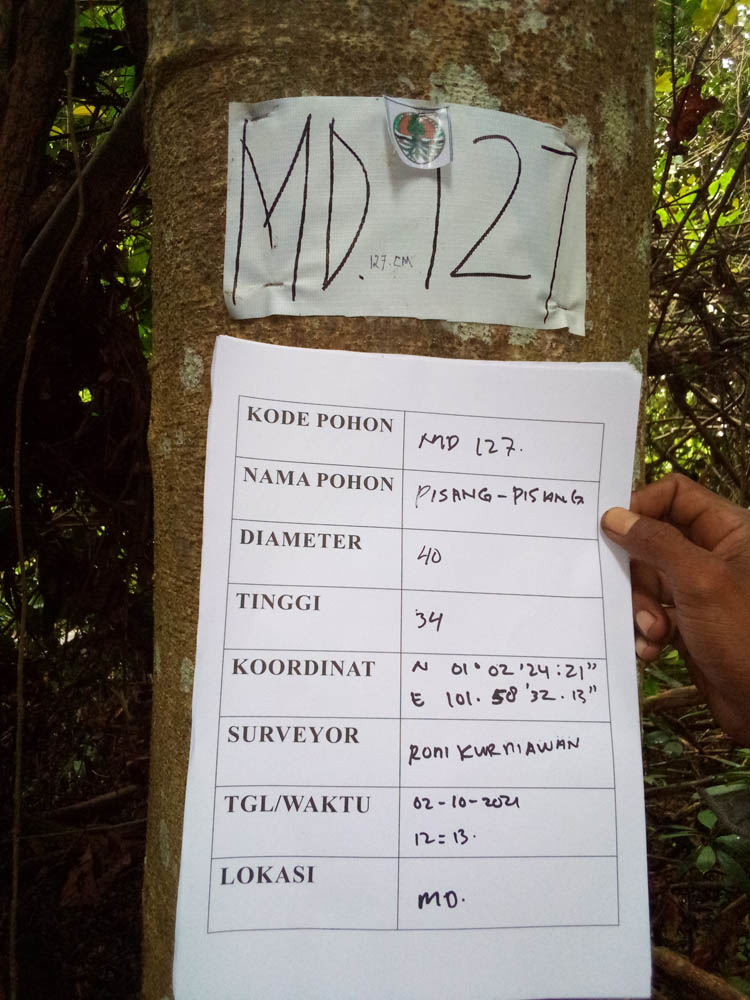 MD.127
127.CM
KODE POHON MD 127.
NAMA POHON PISANG-PISANG
DIAMETER 40
TINGGI 34
KOORDINAT N 01° 02 '24:21"
E 101. 58 '32.13"
SURVEYOR RONI KURNIAWAN
TGL/WAKTU 02-10-2021
12=13.
LOKASI MD.